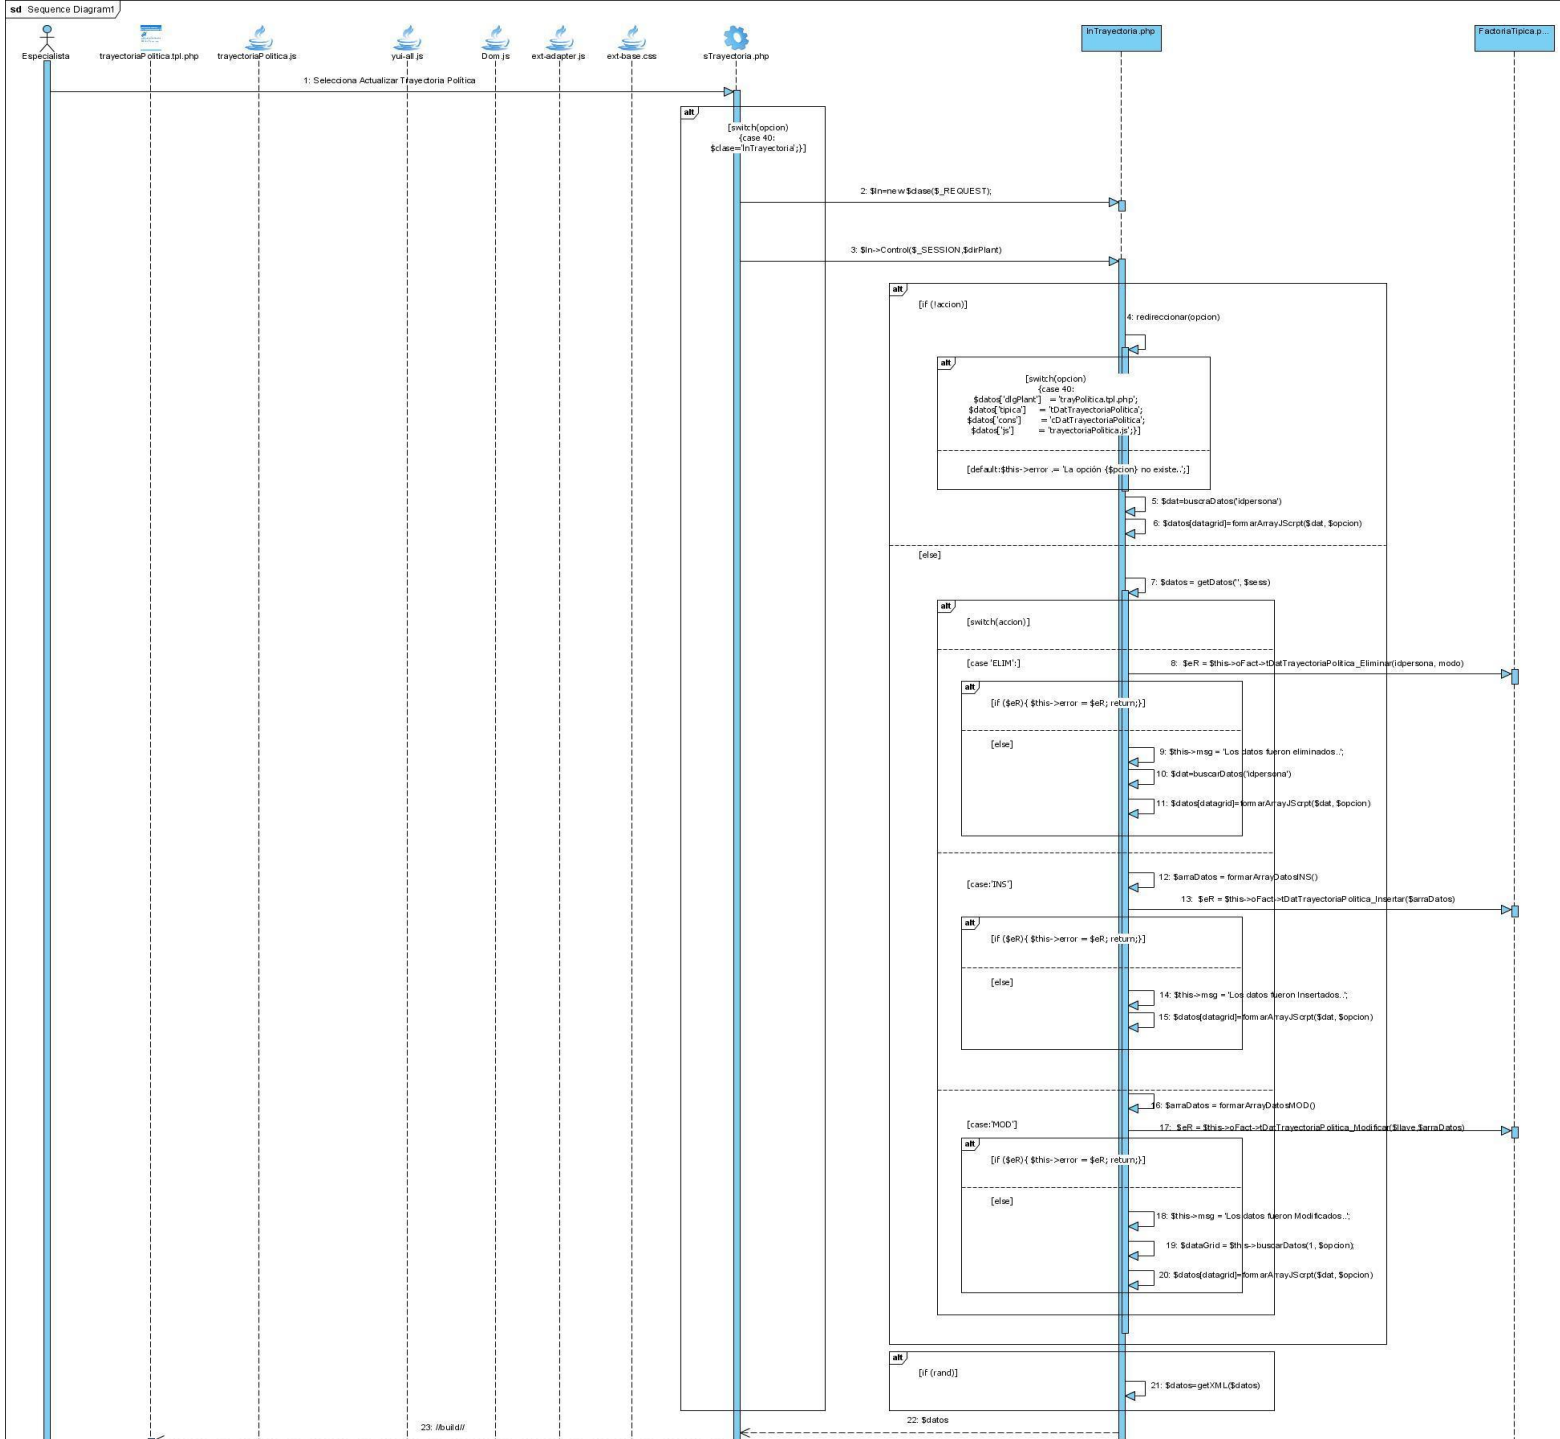 sd Sequence Diagram1
Especialista
trayectoriaPolitica.tpl.php
trayectoriaPolitica.js
yui-all.js
Dom.js
ext-adapter.js
ext-base.css
sTrayectoria.php
InTrayectoria.php
FactoriaTipica.p...
1: Selecciona Actualizar Trayectoria Política
alt
[switch(opcion)
{case 40:
$clase='InTrayectoria';}]
2: $In=new $clase($_REQUEST);
3: $In->Control($_SESSION,$dirPlant)
alt
[if (!accion)]
4: redireccionar(opcion)
alt
[switch(opcion)
{case 40:
$datos['dlgPlant'] = 'trayPolitica.tpl.php';
$datos['tipica'] = 'tDatTrayectoriaPolitica';
$datos['cons'] = 'cDatTrayectoriaPolitica';
$datos['js'] = 'trayectoriaPolitica.js';}]
[default:$this->error .= 'La opción {$pcion} no existe..';]
5: $dat=buscraDatos('idpersona')
6: $datos[datagrid]=formarArrayJScrpt($dat, $opcion)
[else]
7: $datos = getDatos('', $sess)
alt
[switch(accion)]
[case 'ELIM':]
8: $eR = $this->oFact->tDatTrayectoriaPolitica_Eliminar(idpersona, modo)
alt
[if ($eR){ $this->error = $eR; return;}]
[else]
9: $this->msg = 'Los datos fueron eliminados..';
10: $dat=buscarDatos('idpersona')
11: $datos[datagrid]=formarArrayJScrpt($dat, $opcion)
12: $arraDatos = formarArrayDatosINS()
[case:'INS']
13: $eR = $this->oFact->tDatTrayectoriaPolitica_Insertar($arraDatos)
alt
[if ($eR){ $this->error = $eR; return;}]
[else]
14: $this->msg = 'Los datos fueron Insertados..';
15: $datos[datagrid]=formarArrayJScrpt($dat, $opcion)
16: $arraDatos = formarArrayDatosMOD()
[case:'MOD']
17: $eR = $this->oFact->tDatTrayectoriaPolitica_Modificar($llave,$arraDatos)
alt
[if ($eR){ $this->error = $eR; return;}]
[else]
18: $this->msg = 'Los datos fueron Modificados..';
19: $dataGrid = $this->buscarDatos(1, $opcion);
20: $datos[datagrid]=formarArrayJScrpt($dat, $opcion)
alt
[if (rand)]
21: $datos=getXML($datos)
22: $datos
23: //build//